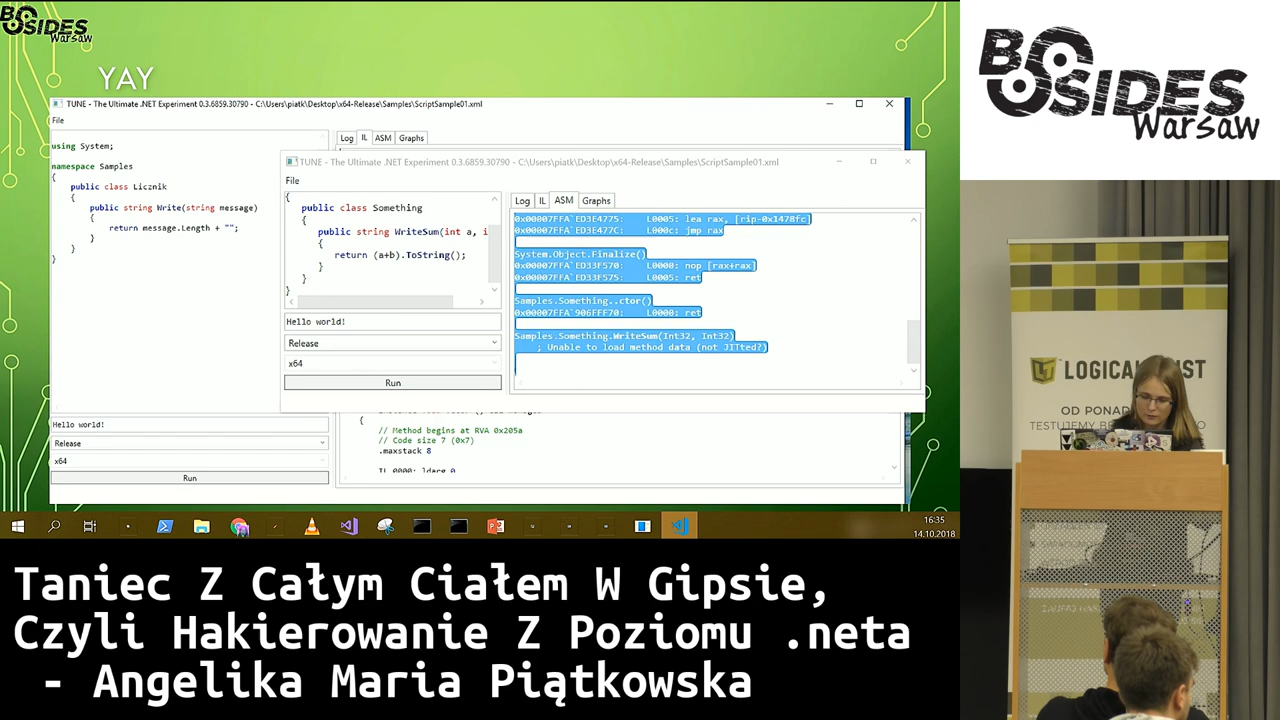 BSIDES
Warsaw
YAY
TUNE - The Ultimate .NET Experiment 0.3.6859.30790 - C:\Users\piatk\Desktop\x64-Release\Samples\ScriptSample01.xml
File
using System;
namespace Samples
{
public class Licznik
{
public string Write(string message)
{
return message.Length + "";
}
}
}
Hello world!
Release
x64
Run
Log IL ASM Graphs
TUNE - The Ultimate .NET Experiment 0.3.6859.30790 - C:\Users\piatk\Desktop\x64-Release\Samples\ScriptSample01.xml
File
{
public class Something
{
public string WriteSum(int a, i
{
return (a+b).ToString();
}
}
}
Hello world!
Release
x64
Run
Log IL ASM Graphs
0x00007FFA`ED3E4775: L0005: lea rax, [rip-0x1478fc]
0x00007FFA`ED3E477C: L000c: jmp rax
System.Object.Finalize()
0x00007FFA`ED33F570: L0000: nop [rax+rax]
0x00007FFA`ED33F575: L0005: ret
Samples.Something..ctor()
0x00007FFA`906FFF70: L0000: ret
Samples.Something.WriteSum(Int32, Int32)
; Unable to load method data (not JITted?)
{
// Method begins at RVA 0x205a
// Code size 7 (0x7)
.maxstack 8
IL_0000: ldarg.0
16:35
14.10.2018
BSIDES
Warsaw
OD PONAD
TESTUJEMY
Taniec Z Całym Ciałem W Gipsie,
Czyli Hakierowanie Z Poziomu .neta
- Angelika Maria Piątkowska